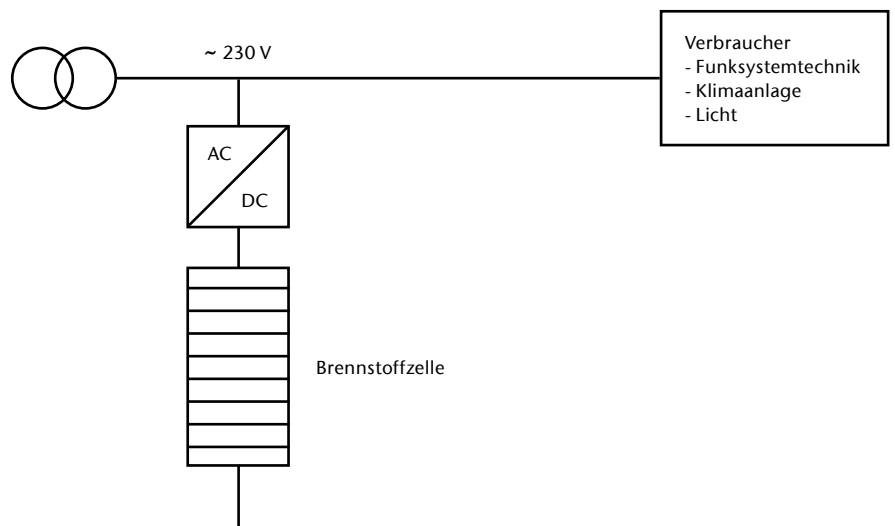 ~ 230 V
Verbraucher
- Funksystemtechnik
- Klimaanlage
- Licht
AC
DC
Brennstoffzelle